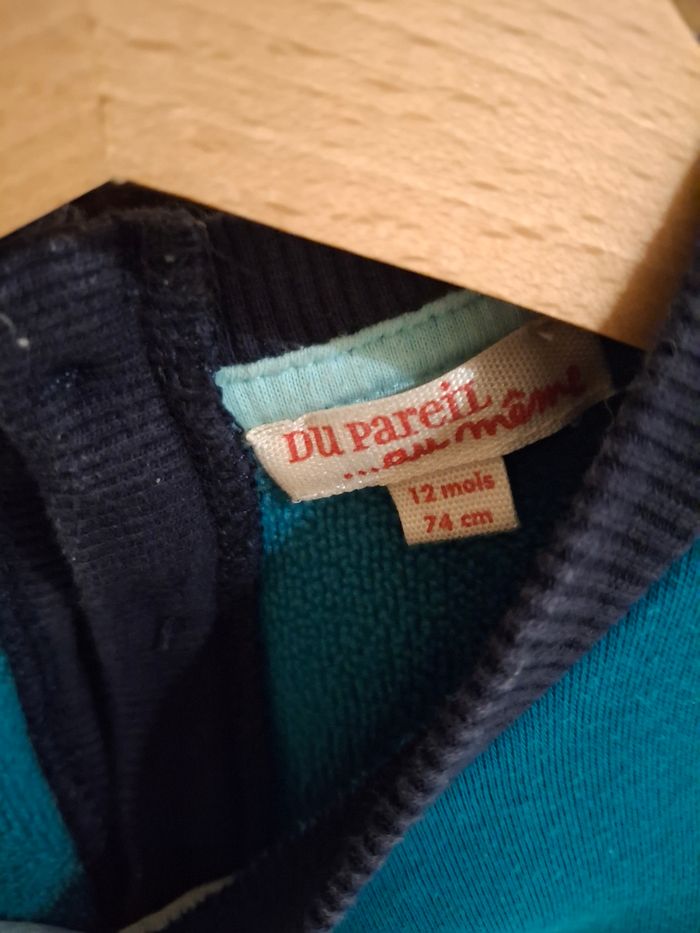 DU PAREIL
...au même
12 mois
74 cm